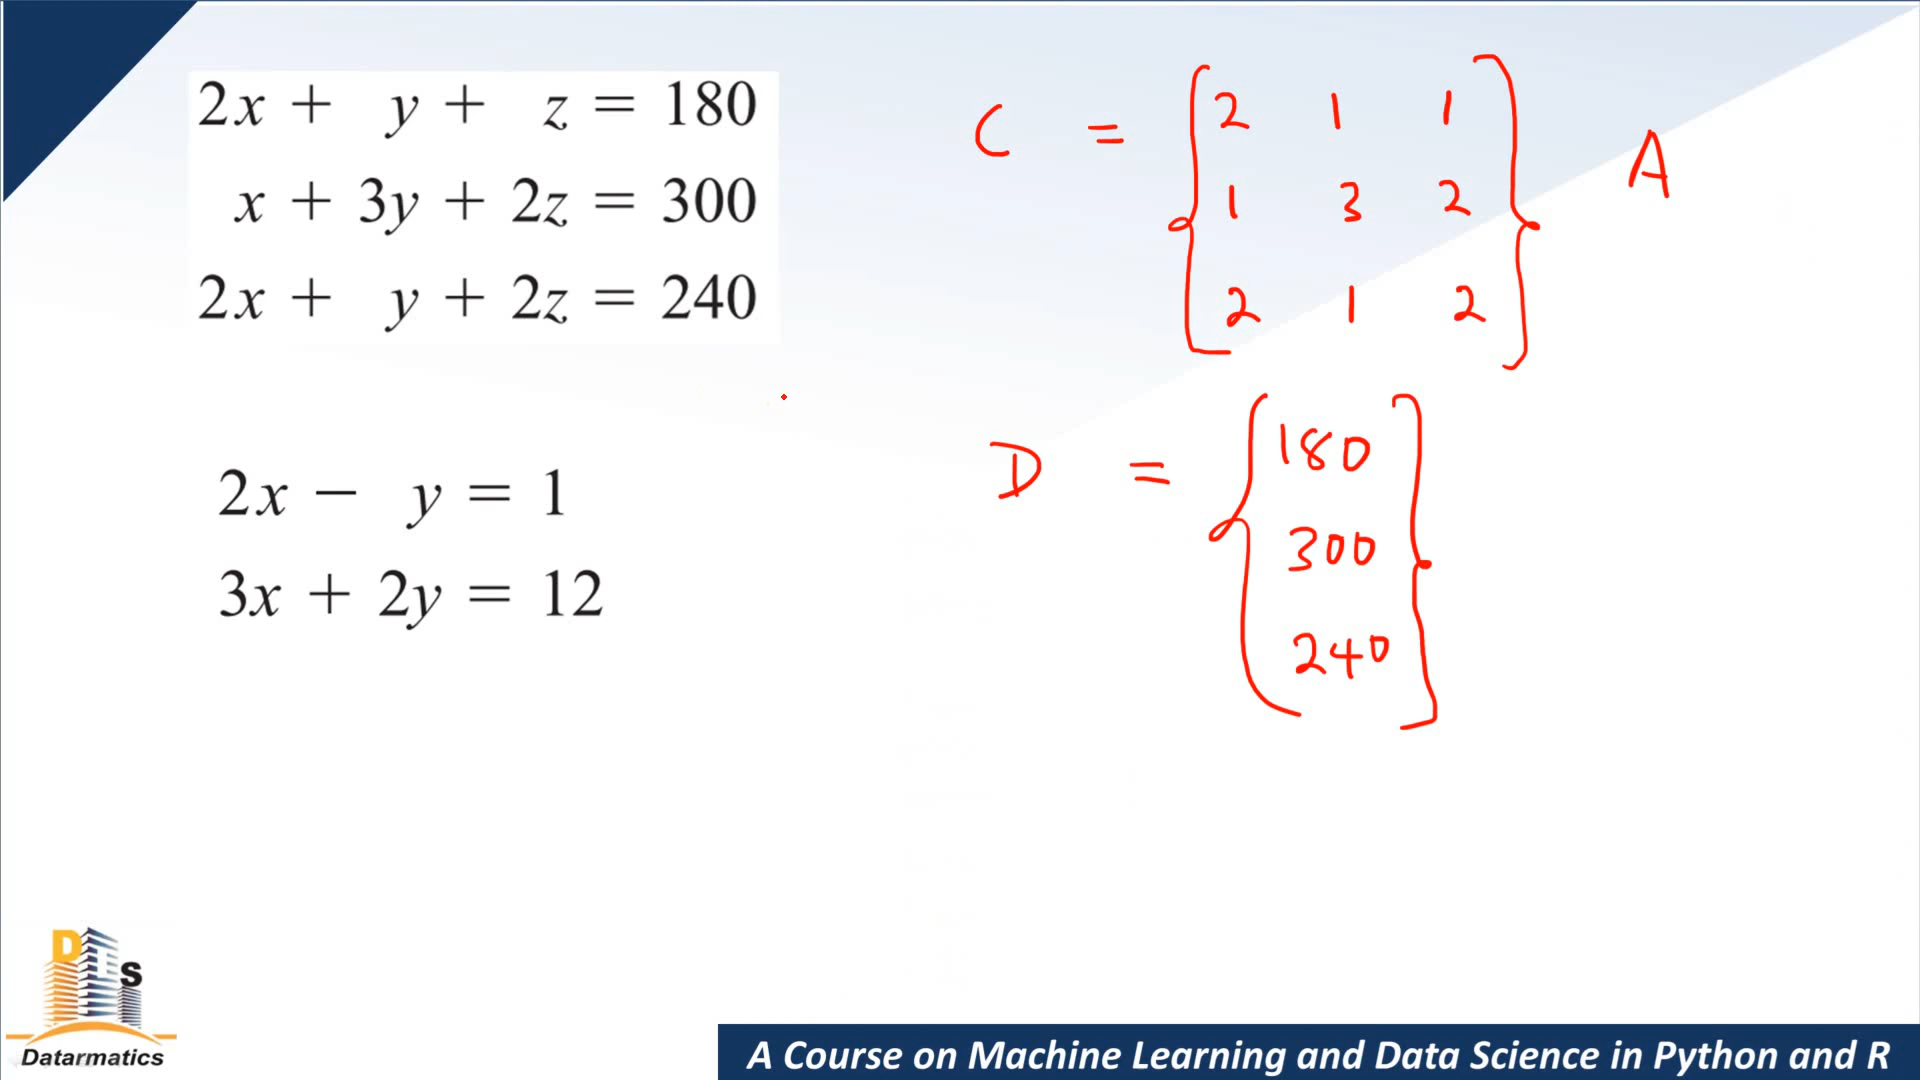 2x + y + z = 180
x + 3y + 2z = 300
2x + y + 2z = 240
2x − y = 1
3x + 2y = 12
C = [2 1 1
1 3 2
2 1 2] A
D = [180
300
240]
DIS
Datarmatics
A Course on Machine Learning and Data Science in Python and R